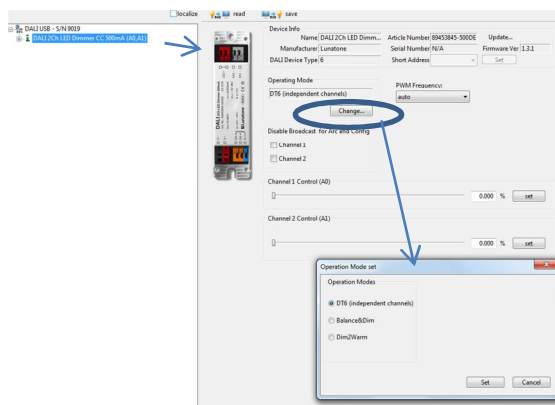 localize
read
save
DALI USB - S/N 9019
DALI 2Ch LED Dimmer CC 500mA (A0,A1)
Device Info
Name DALI 2Ch LED Dimm... Article Number 89453845-500DE Update...
Manufacturer Lunatone Serial Number N/A Firmware Ver 1.3.1
DALI Device Type 6 Short Address Set
Operating Mode
DT6 (independent channels)
Change...
PWM Frequency:
auto
Disable Broadcast for Arc and Config
Channel 1
Channel 2
Channel 1 Control (A0)
0.000 % set
Channel 2 Control (A1)
0.000 % set
Operation Mode set
Operation Modes
DT6 (independent channels)
Balance&Dim
Dim2Warm
Set Cancel
DALI
Lunatone